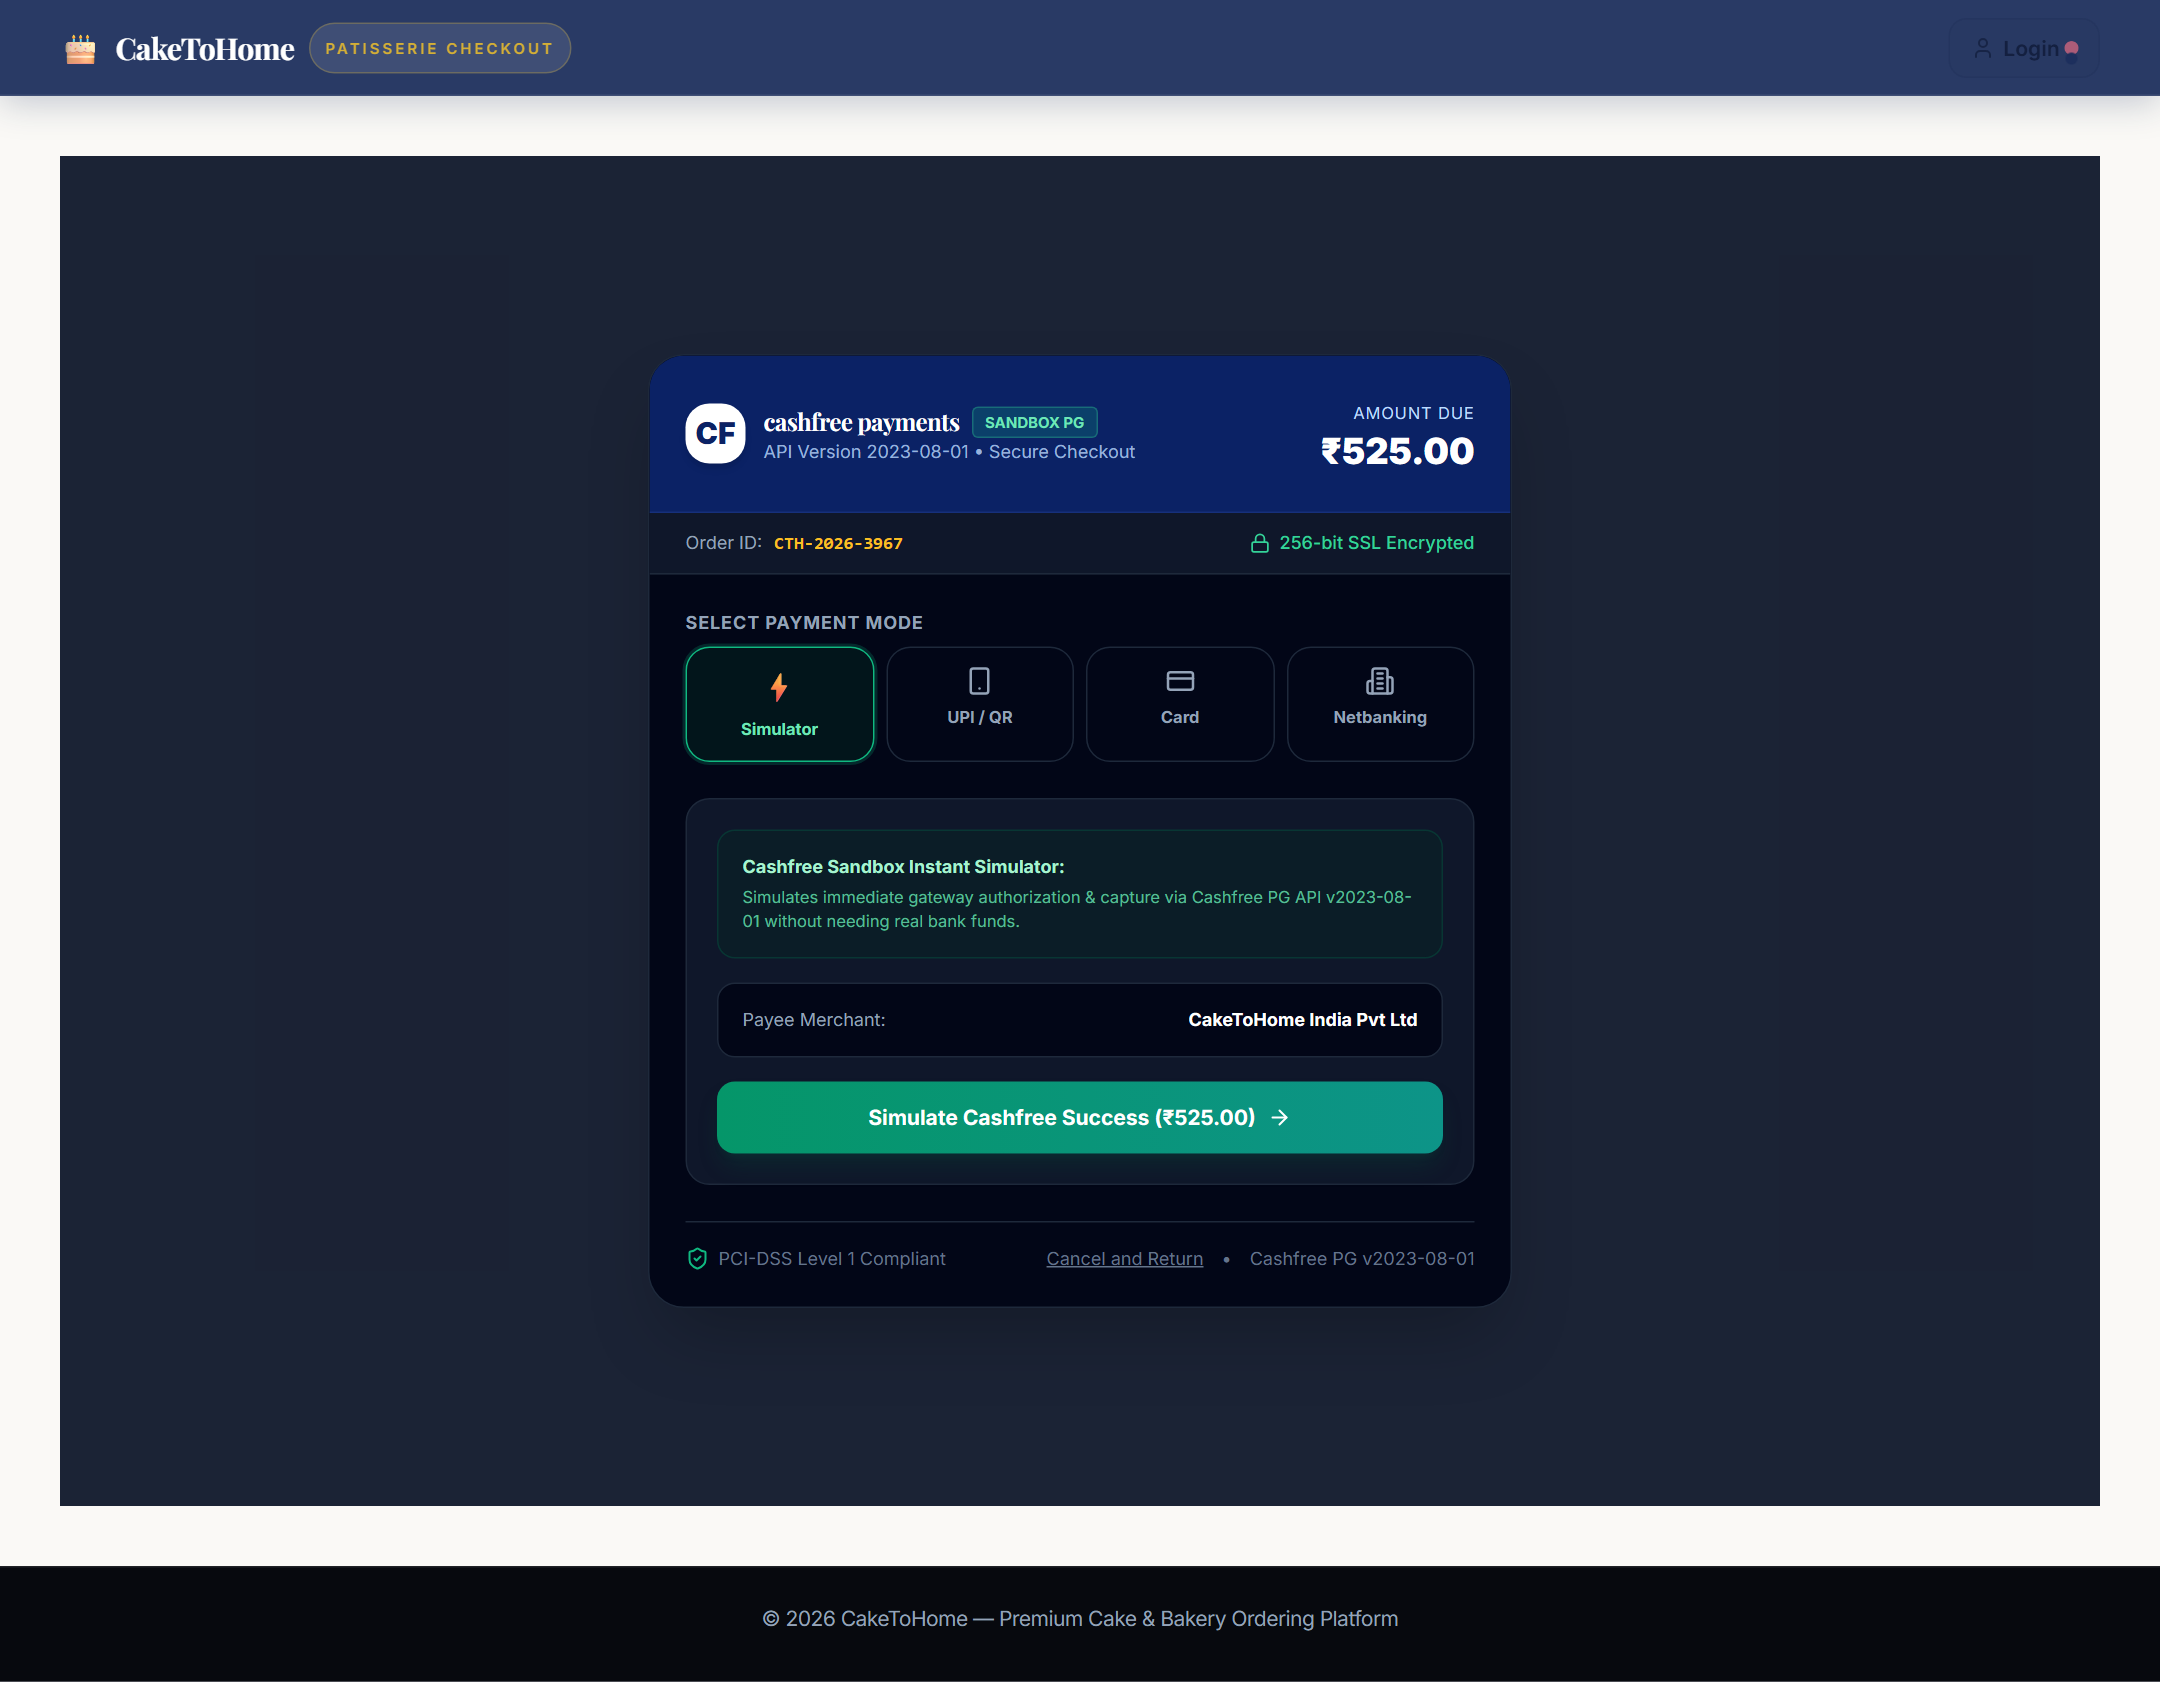 CakeToHome PATISSERIE CHECKOUT
Login
CF
cashfree payments SANDBOX PG
API Version 2023-08-01 • Secure Checkout
AMOUNT DUE
₹525.00
Order ID: CTH-2026-3967
256-bit SSL Encrypted
SELECT PAYMENT MODE
Simulator
UPI / QR
Card
Netbanking
Cashfree Sandbox Instant Simulator:
Simulates immediate gateway authorization & capture via Cashfree PG API v2023-08-
01 without needing real bank funds.
Payee Merchant:
CakeToHome India Pvt Ltd
Simulate Cashfree Success (₹525.00) →
PCI-DSS Level 1 Compliant
Cancel and Return • Cashfree PG v2023-08-01
© 2026 CakeToHome — Premium Cake & Bakery Ordering Platform